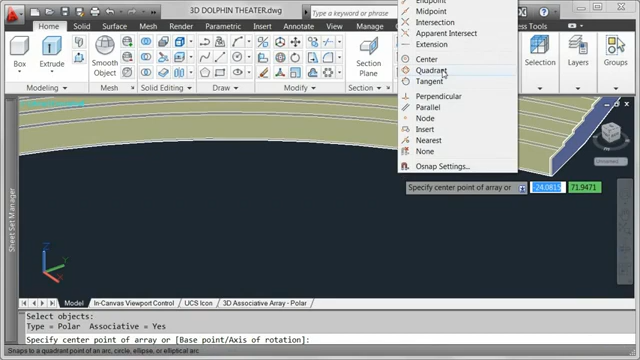 Endpoint
3D DOLPHIN THEATER.dwg
Type a keyword or phrase
Midpoint
Home
Solid
Surface
Mesh
Render
Parametric
Insert
Annotate
Intersection
Apparent Intersect
Extension
Center
Quadrant
Tangent
Perpendicular
Parallel
Node
Insert
Nearest
None
Osnap Settings...
Box
Extrude
Smooth
Object
Section
Plane
Selection
Layers
Groups
Modeling
Mesh
Solid Editing
Draw
Modify
Section
Unnamed
Specify center point of array or
-24.0815
71.9471
Sheet Set Manager
Z
Y
X
Model
In-Canvas Viewport Control
UCS Icon
3D Associative Array - Polar
Select objects:
Type = Polar Associative = Yes
Specify center point of array or [Base point/Axis of rotation]:
Snaps to a quadrant point of an arc, circle, ellipse, or elliptical arc